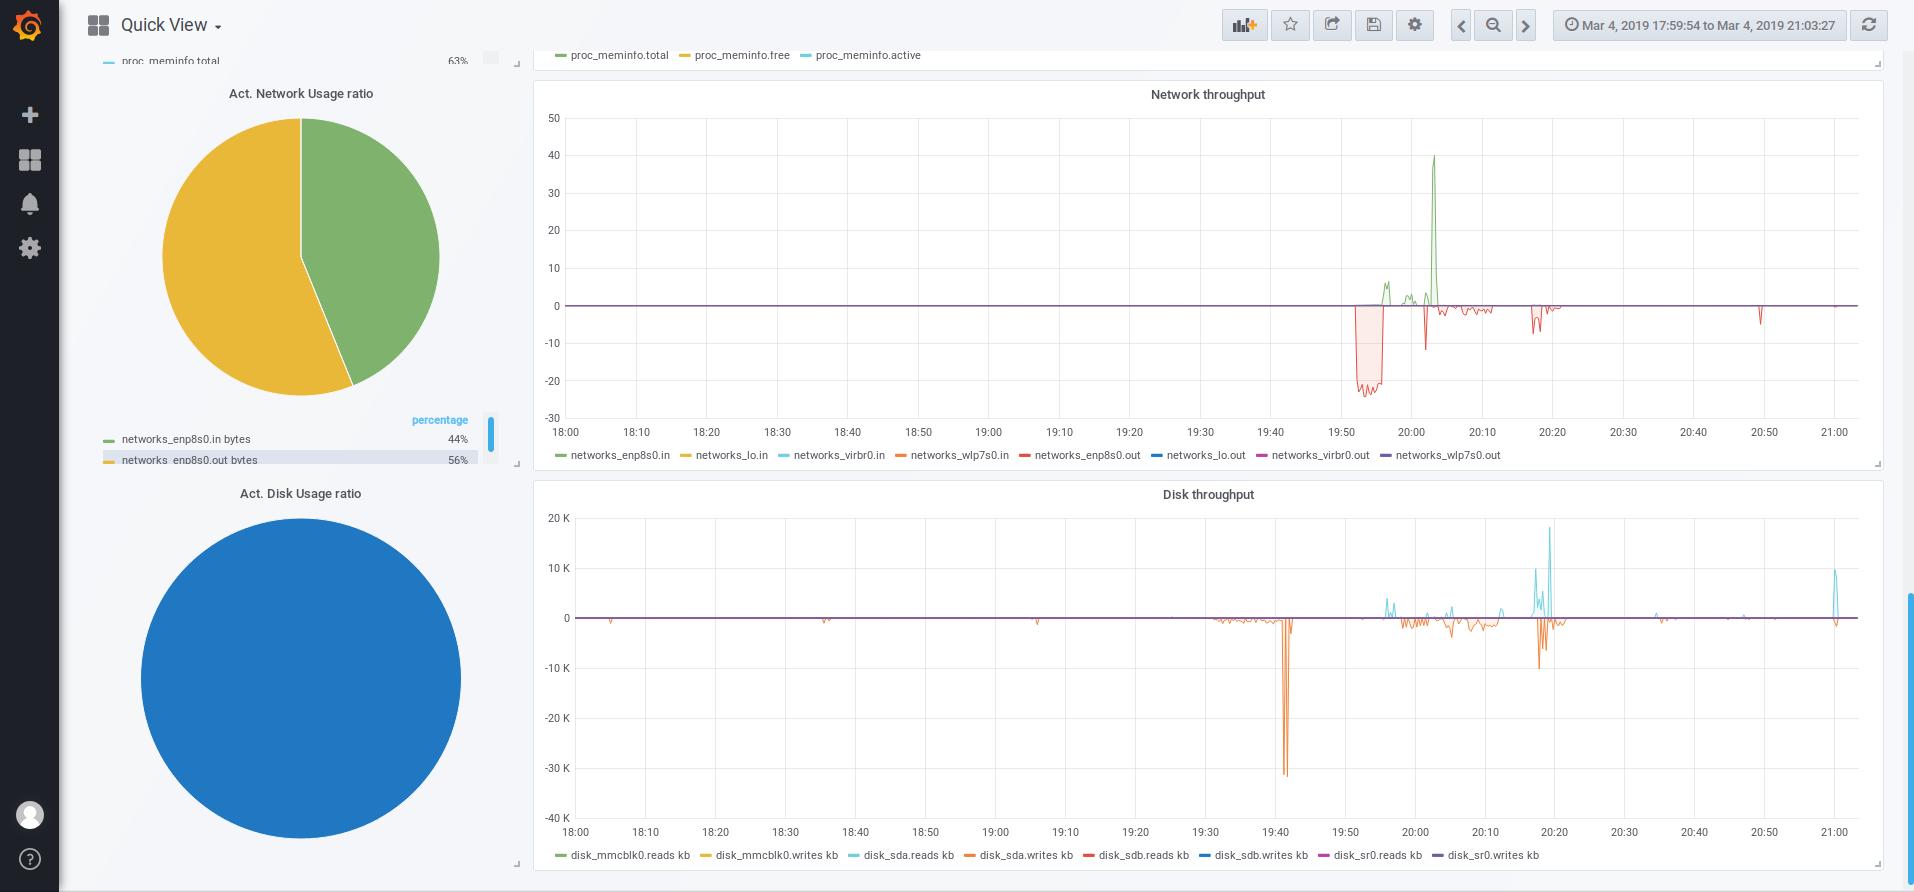 Quick View
Mar 4, 2019 17:59:54 to Mar 4, 2019 21:03:27
proc_meminfo.total 63%
proc_meminfo.total proc_meminfo.free proc_meminfo.active
Act. Network Usage ratio
percentage
networks_enp8s0.in bytes 44%
networks_enp8s0.out bytes 56%
Network throughput
50
40
30
20
10
0
-10
-20
-30
18:00 18:10 18:20 18:30 18:40 18:50 19:00 19:10 19:20 19:30 19:40 19:50 20:00 20:10 20:20 20:30 20:40 20:50 21:00
networks_enp8s0.in networks_lo.in networks_virbr0.in networks_wlp7s0.in networks_enp8s0.out networks_lo.out networks_virbr0.out networks_wlp7s0.out
Act. Disk Usage ratio
Disk throughput
20 K
10 K
0
-10 K
-20 K
-30 K
-40 K
18:00 18:10 18:20 18:30 18:40 18:50 19:00 19:10 19:20 19:30 19:40 19:50 20:00 20:10 20:20 20:30 20:40 20:50 21:00
disk_mmcblk0.reads kb disk_mmcblk0.writes kb disk_sda.reads kb disk_sda.writes kb disk_sdb.reads kb disk_sdb.writes kb disk_sr0.reads kb disk_sr0.writes kb